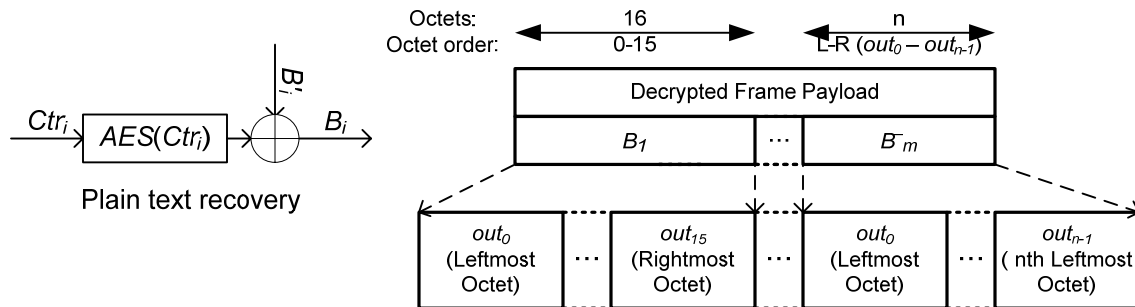 Octets: 16 n
Octet order: 0-15 L-R (out0 – outn-1)
Decrypted Frame Payload
B1 ··· B¯m
B'i
Ctri AES(Ctri) Bi
Plain text recovery
out0 ··· out15 ··· out0 ··· outn-1
(Leftmost (Rightmost (Leftmost ( nth Leftmost
Octet) Octet) Octet) Octet)